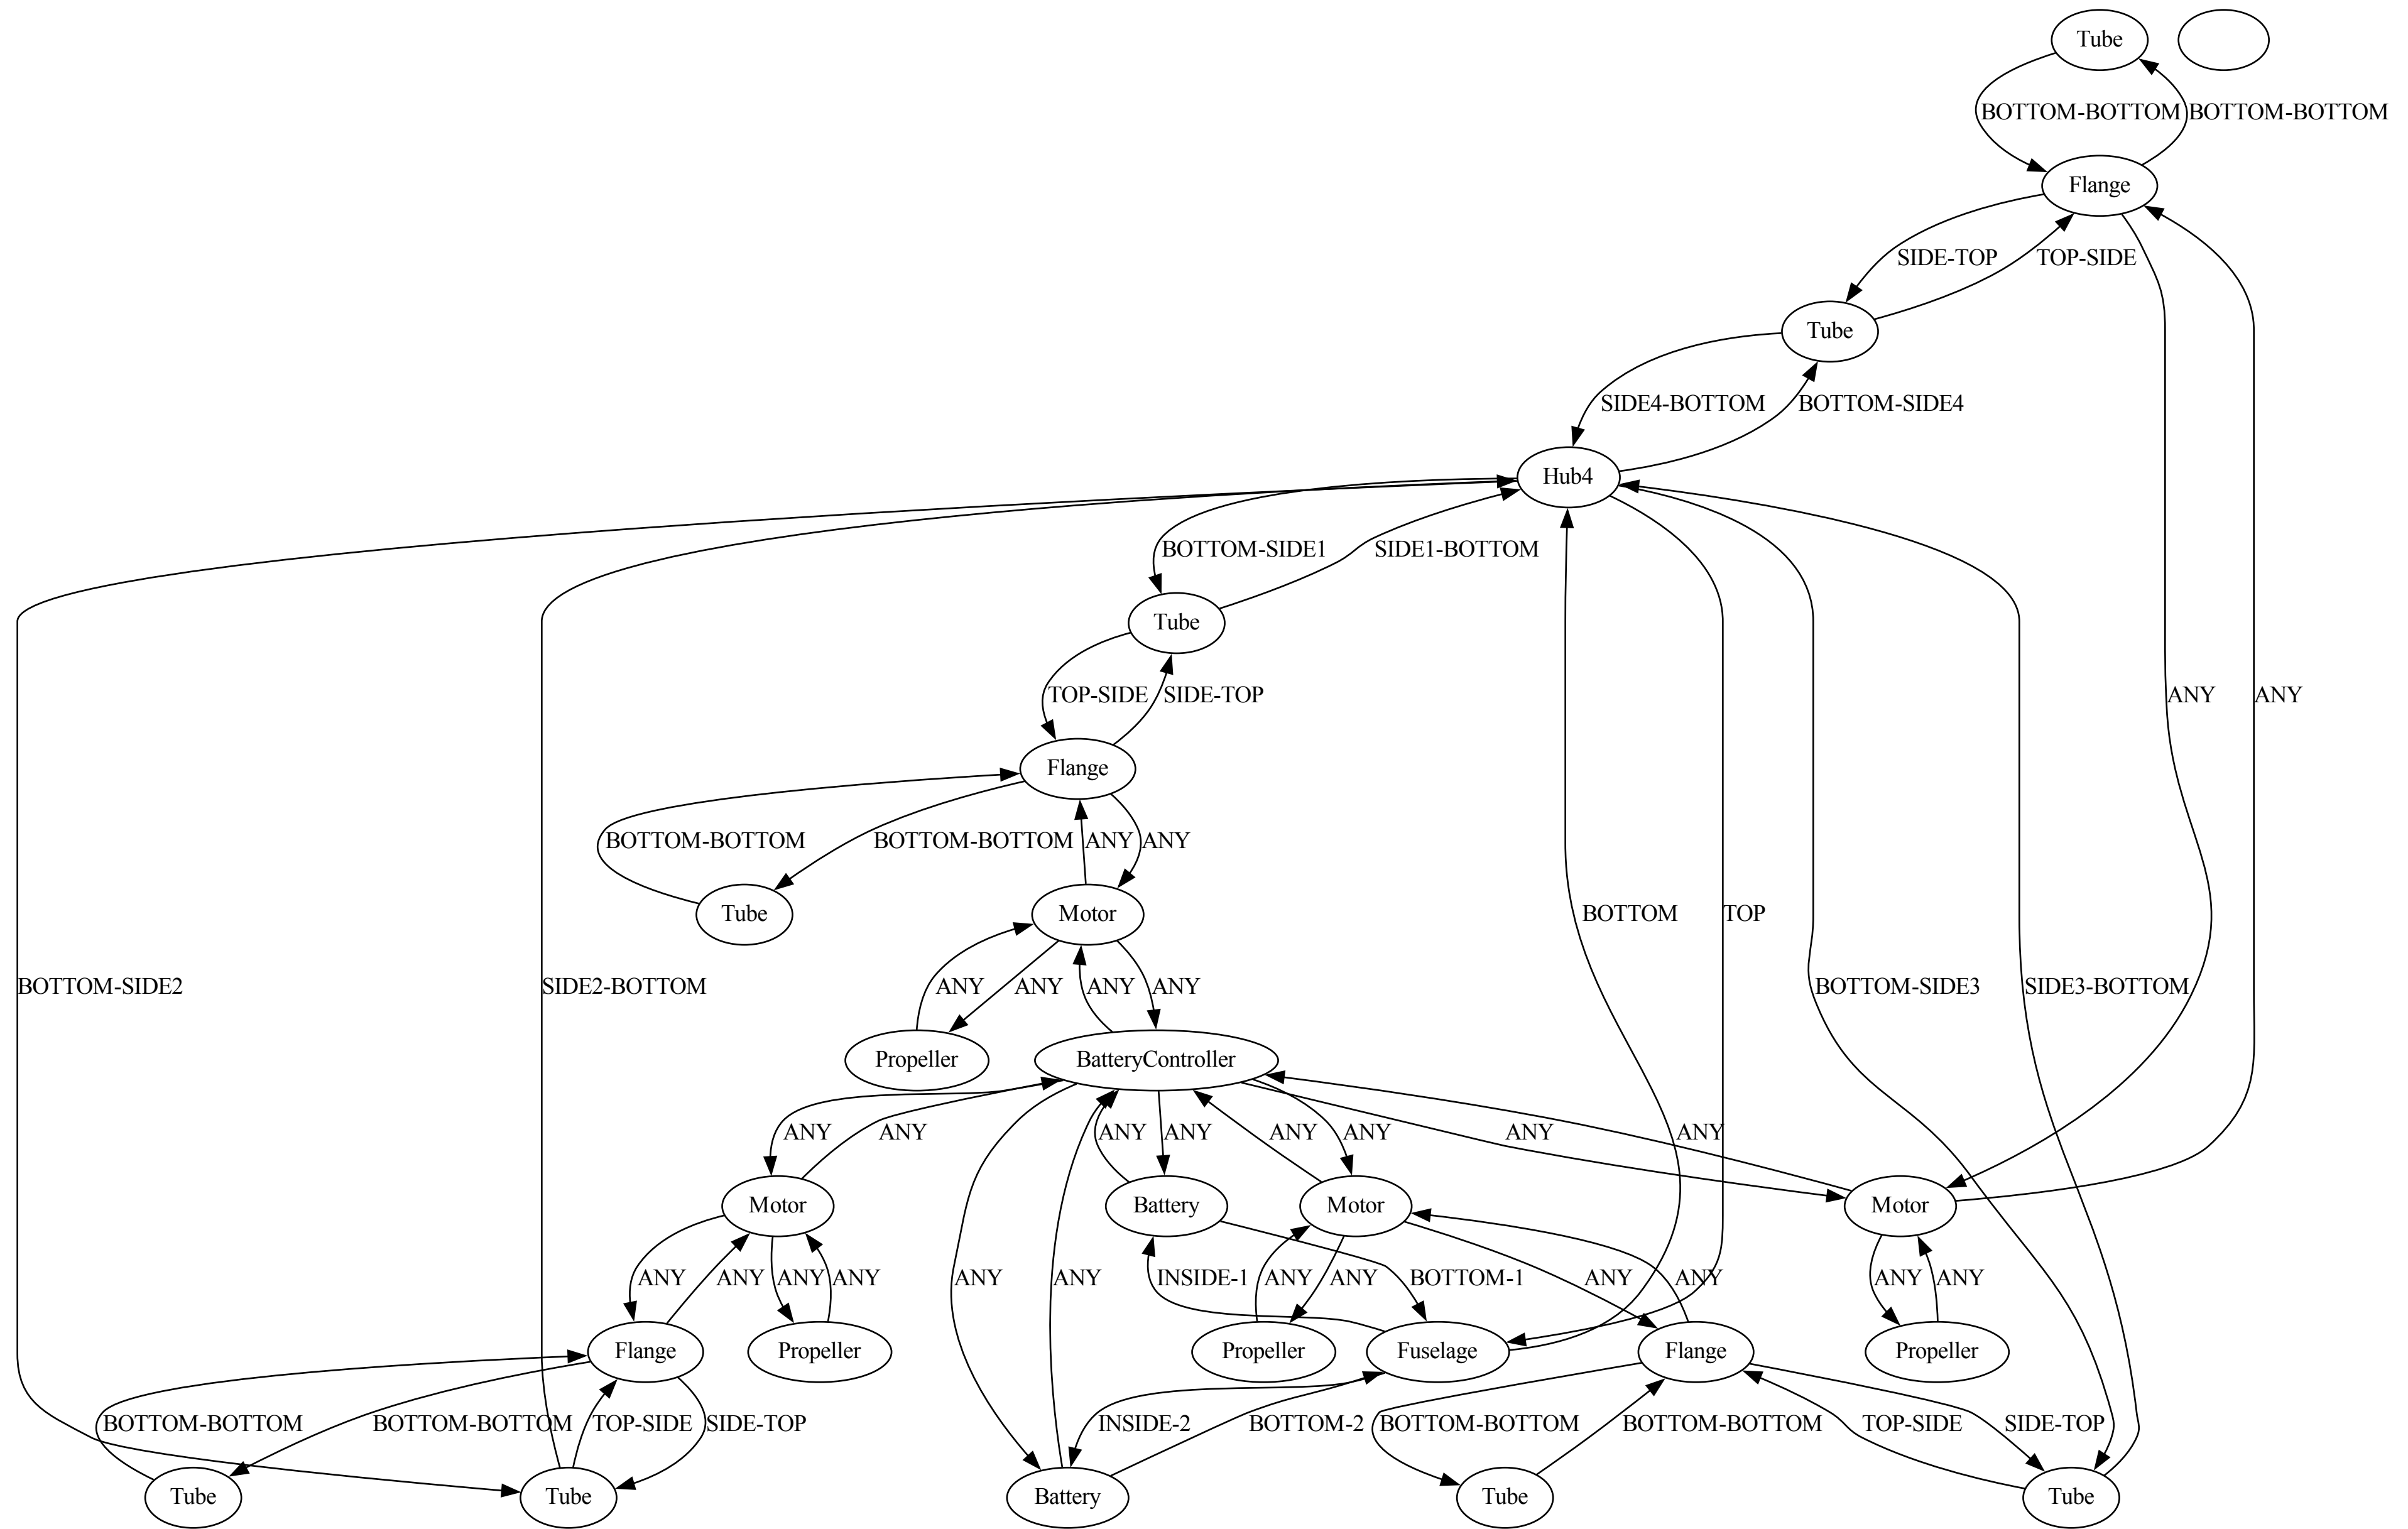 Tube
BOTTOM-BOTTOM
BOTTOM-BOTTOM
Flange
SIDE-TOP
TOP-SIDE
Tube
SIDE4-BOTTOM
BOTTOM-SIDE4
Hub4
BOTTOM-SIDE1
SIDE1-BOTTOM
Tube
TOP-SIDE
SIDE-TOP
ANY
ANY
Flange
BOTTOM-BOTTOM
BOTTOM-BOTTOM
ANY
ANY
Tube
Motor
BOTTOM
TOP
BOTTOM-SIDE2
SIDE2-BOTTOM
ANY
ANY
ANY
ANY
BOTTOM-SIDE3
SIDE3-BOTTOM
Propeller
BatteryController
ANY
ANY
ANY
ANY
ANY
ANY
ANY
ANY
Motor
Battery
Motor
Motor
ANY
ANY
ANY
ANY
ANY
ANY
INSIDE-1
ANY
ANY
BOTTOM-1
ANY
ANY
ANY
ANY
Flange
Propeller
Propeller
Fuselage
Flange
Propeller
BOTTOM-BOTTOM
BOTTOM-BOTTOM
TOP-SIDE
SIDE-TOP
INSIDE-2
BOTTOM-2
BOTTOM-BOTTOM
BOTTOM-BOTTOM
TOP-SIDE
SIDE-TOP
Tube
Tube
Battery
Tube
Tube